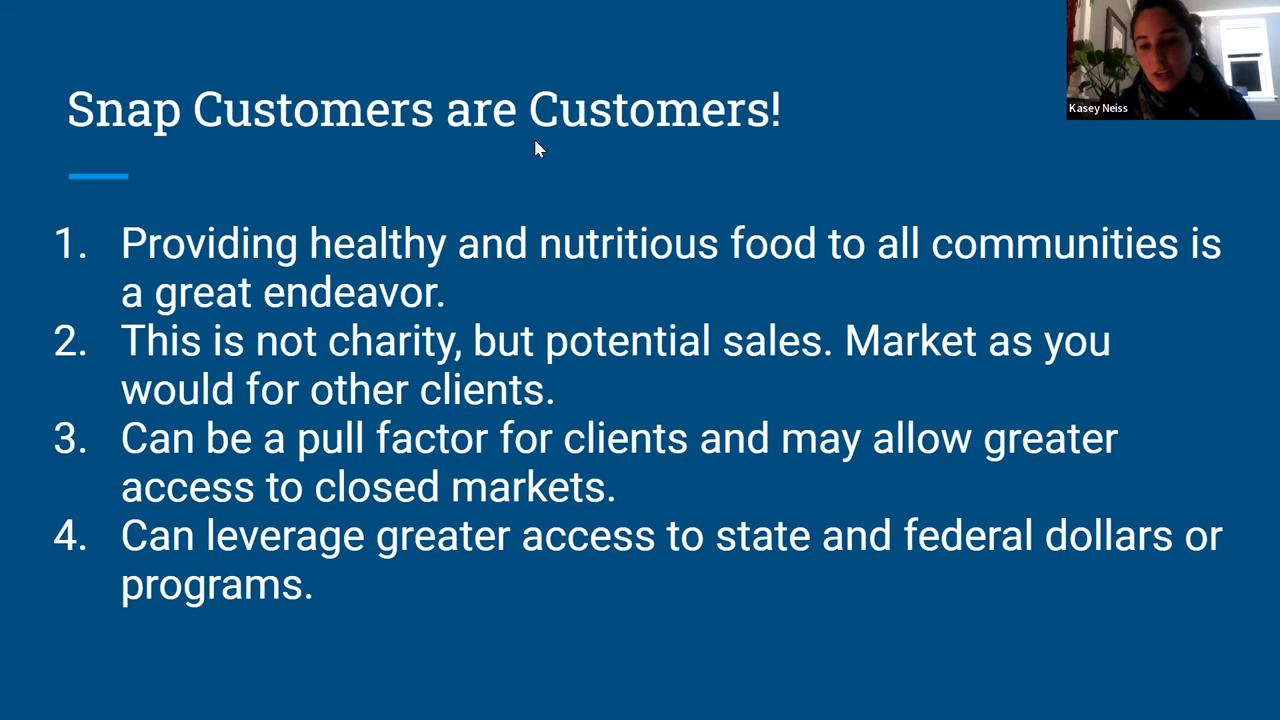 Snap Customers are Customers!
Kasey Neiss
1. Providing healthy and nutritious food to all communities is
a great endeavor.
2. This is not charity, but potential sales. Market as you
would for other clients.
3. Can be a pull factor for clients and may allow greater
access to closed markets.
4. Can leverage greater access to state and federal dollars or
programs.